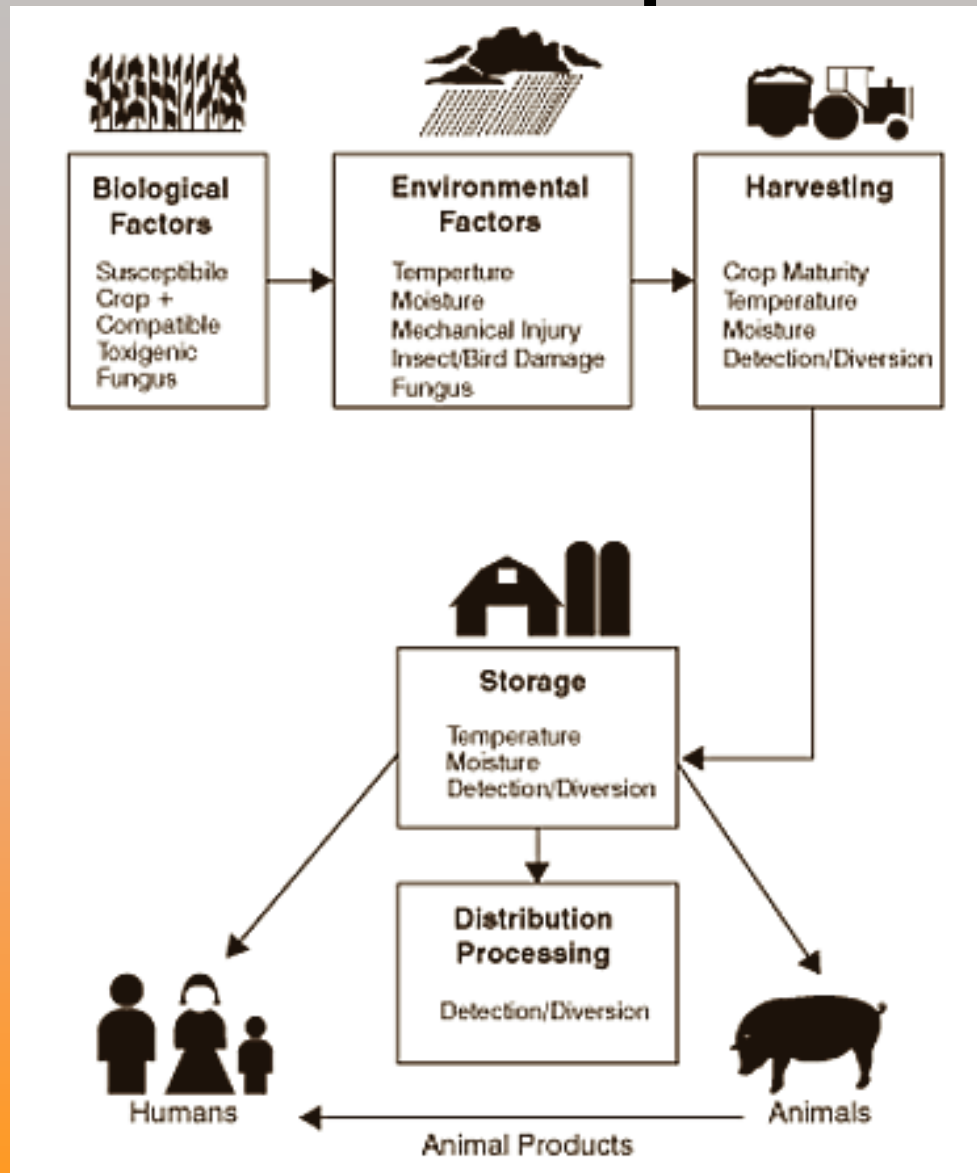 Biological
Factors
Susceptibile
Crop +
Compatible
Toxigenic
Fungus
Environmental
Factors
Temperture
Moisture
Mechanical Injury
Insect/Bird Damage
Fungus
Harvesting
Crop Maturity
Temperature
Moisture
Detection/Diversion
Storage
Temperature
Moisture
Detection/Diversion
Distribution
Processing
Detection/Diversion
Humans
Animals
Animal Products